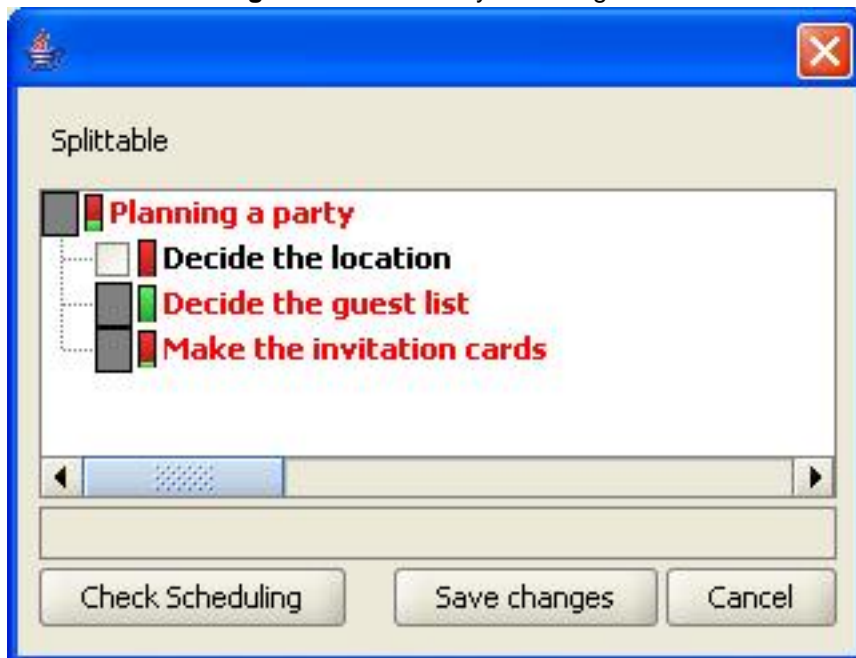 Splittable
Planning a party
Decide the location
Decide the guest list
Make the invitation cards
Check Scheduling Save changes Cancel